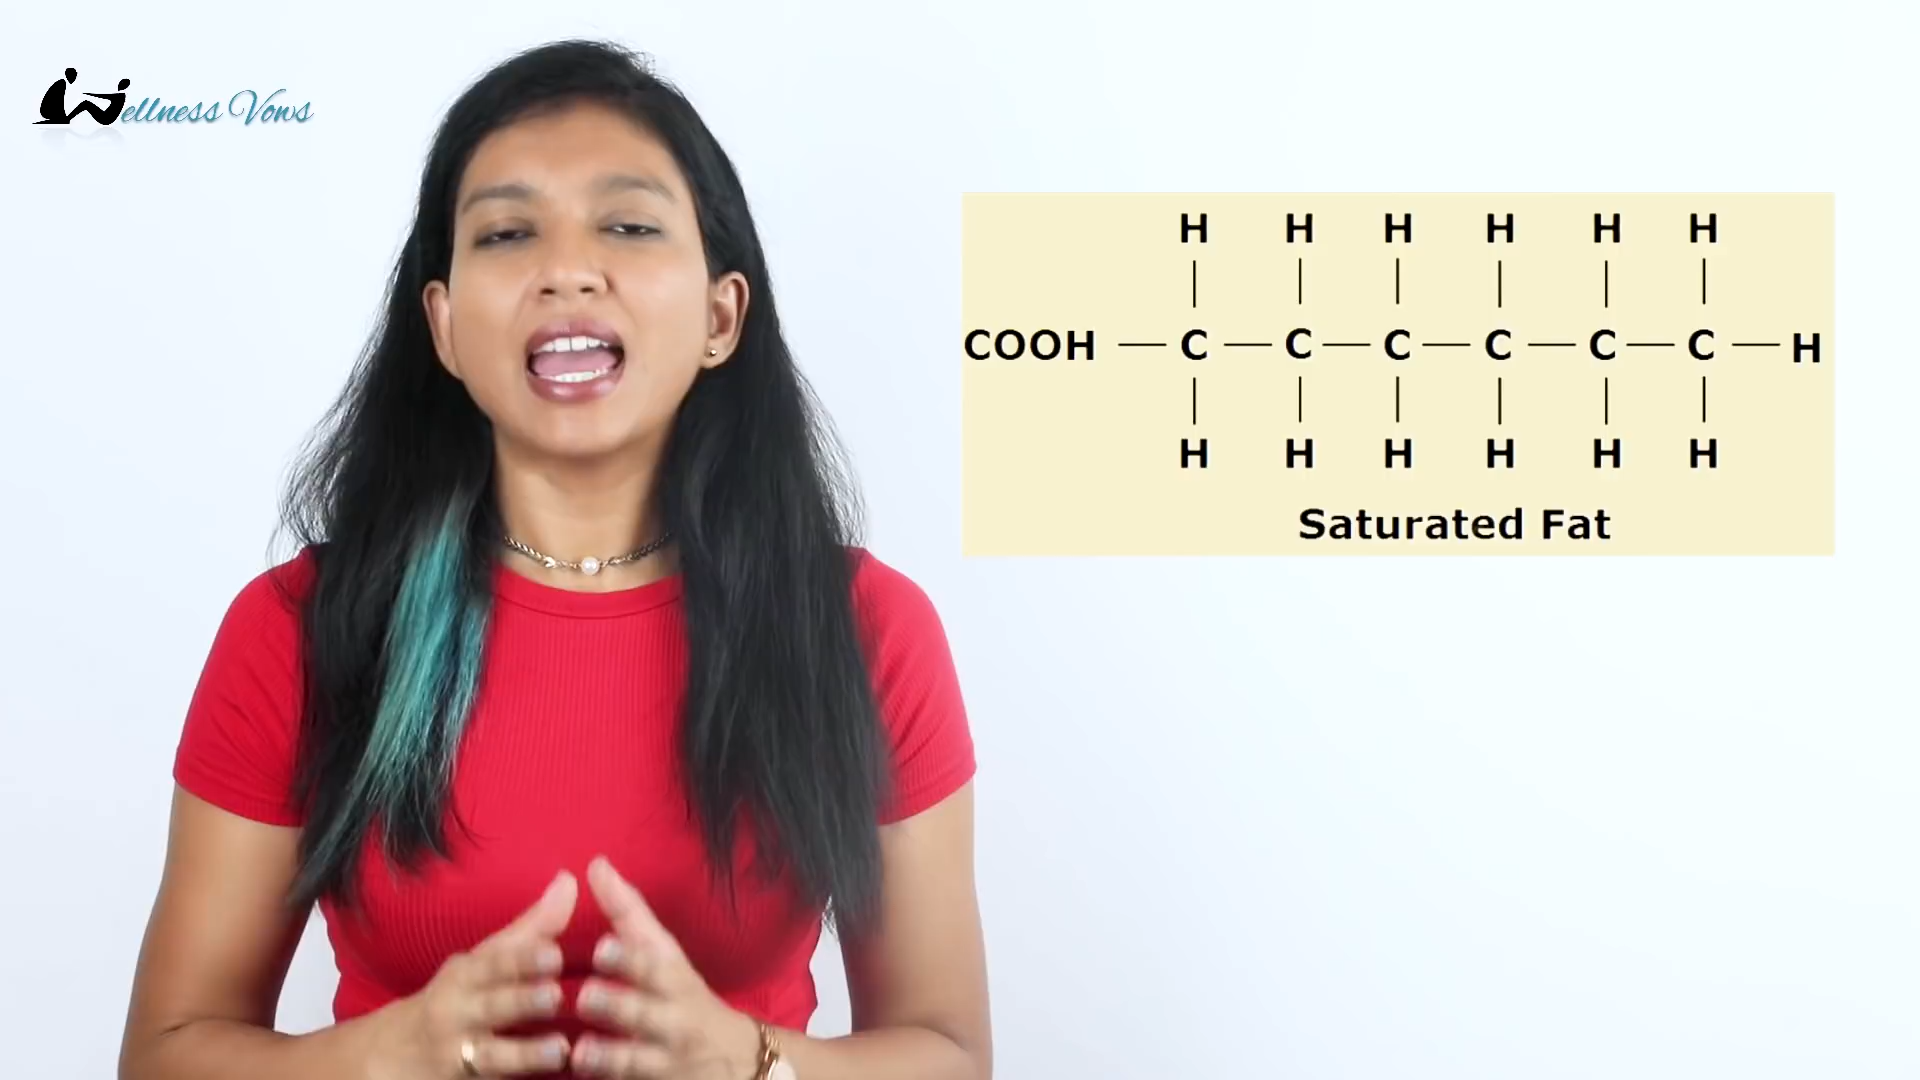 Wellness Vows
H H H H H H
COOH — C — C — C — C — C — C — H
H H H H H H
Saturated Fat